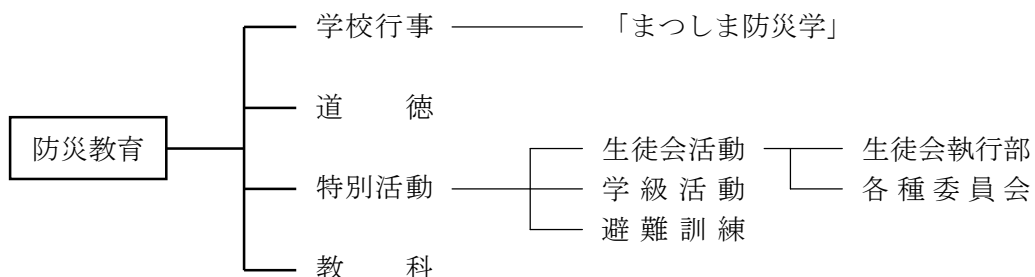 学校行事 「まつしま防災学」
道徳
防災教育
生徒会活動 生徒会執行部
特別活動 学級活動 各種委員会
避難訓練
教科